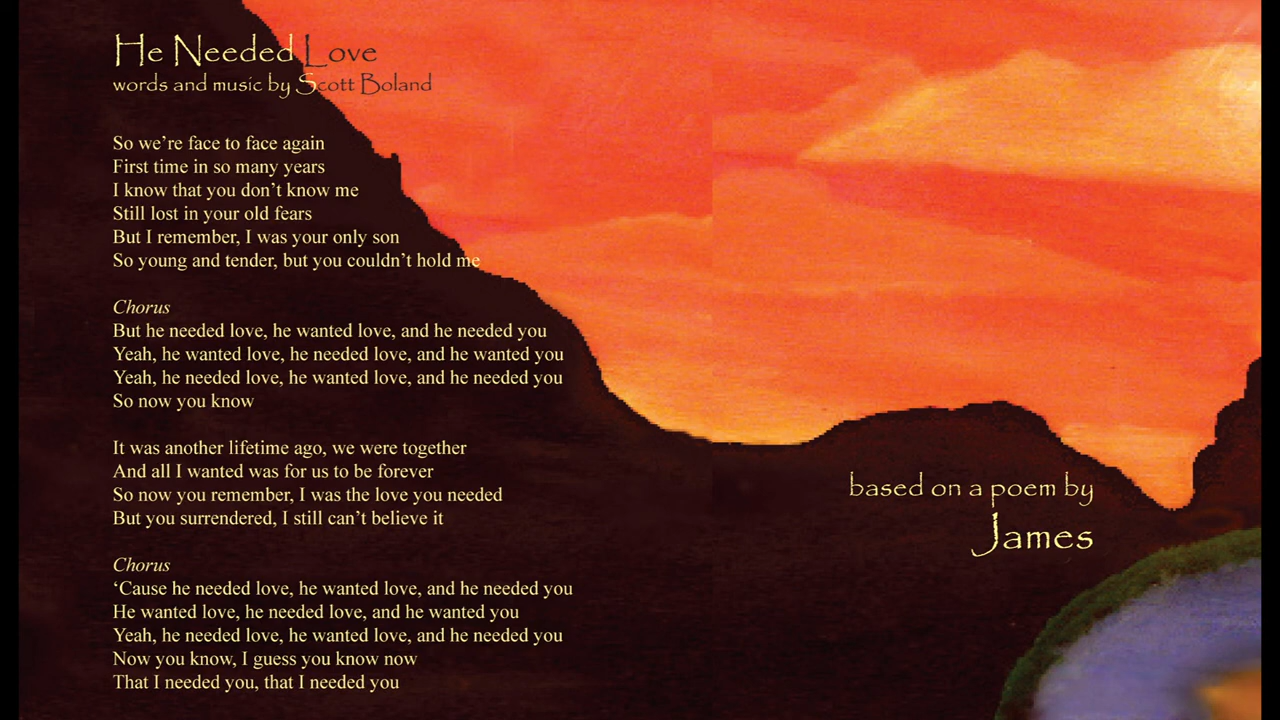 He Needed Love
words and music by Scott Boland
So we’re face to face again
First time in so many years
I know that you don’t know me
Still lost in your old fears
But I remember, I was your only son
So young and tender, but you couldn’t hold me
Chorus
But he needed love, he wanted love, and he needed you
Yeah, he wanted love, he needed love, and he wanted you
Yeah, he needed love, he wanted love, and he needed you
So now you know
It was another lifetime ago, we were together
And all I wanted was for us to be forever
So now you remember, I was the love you needed
But you surrendered, I still can’t believe it
Chorus
‘Cause he needed love, he wanted love, and he needed you
He wanted love, he needed love, and he wanted you
Yeah, he needed love, he wanted love, and he needed you
Now you know, I guess you know now
That I needed you, that I needed you
based on a poem by
James